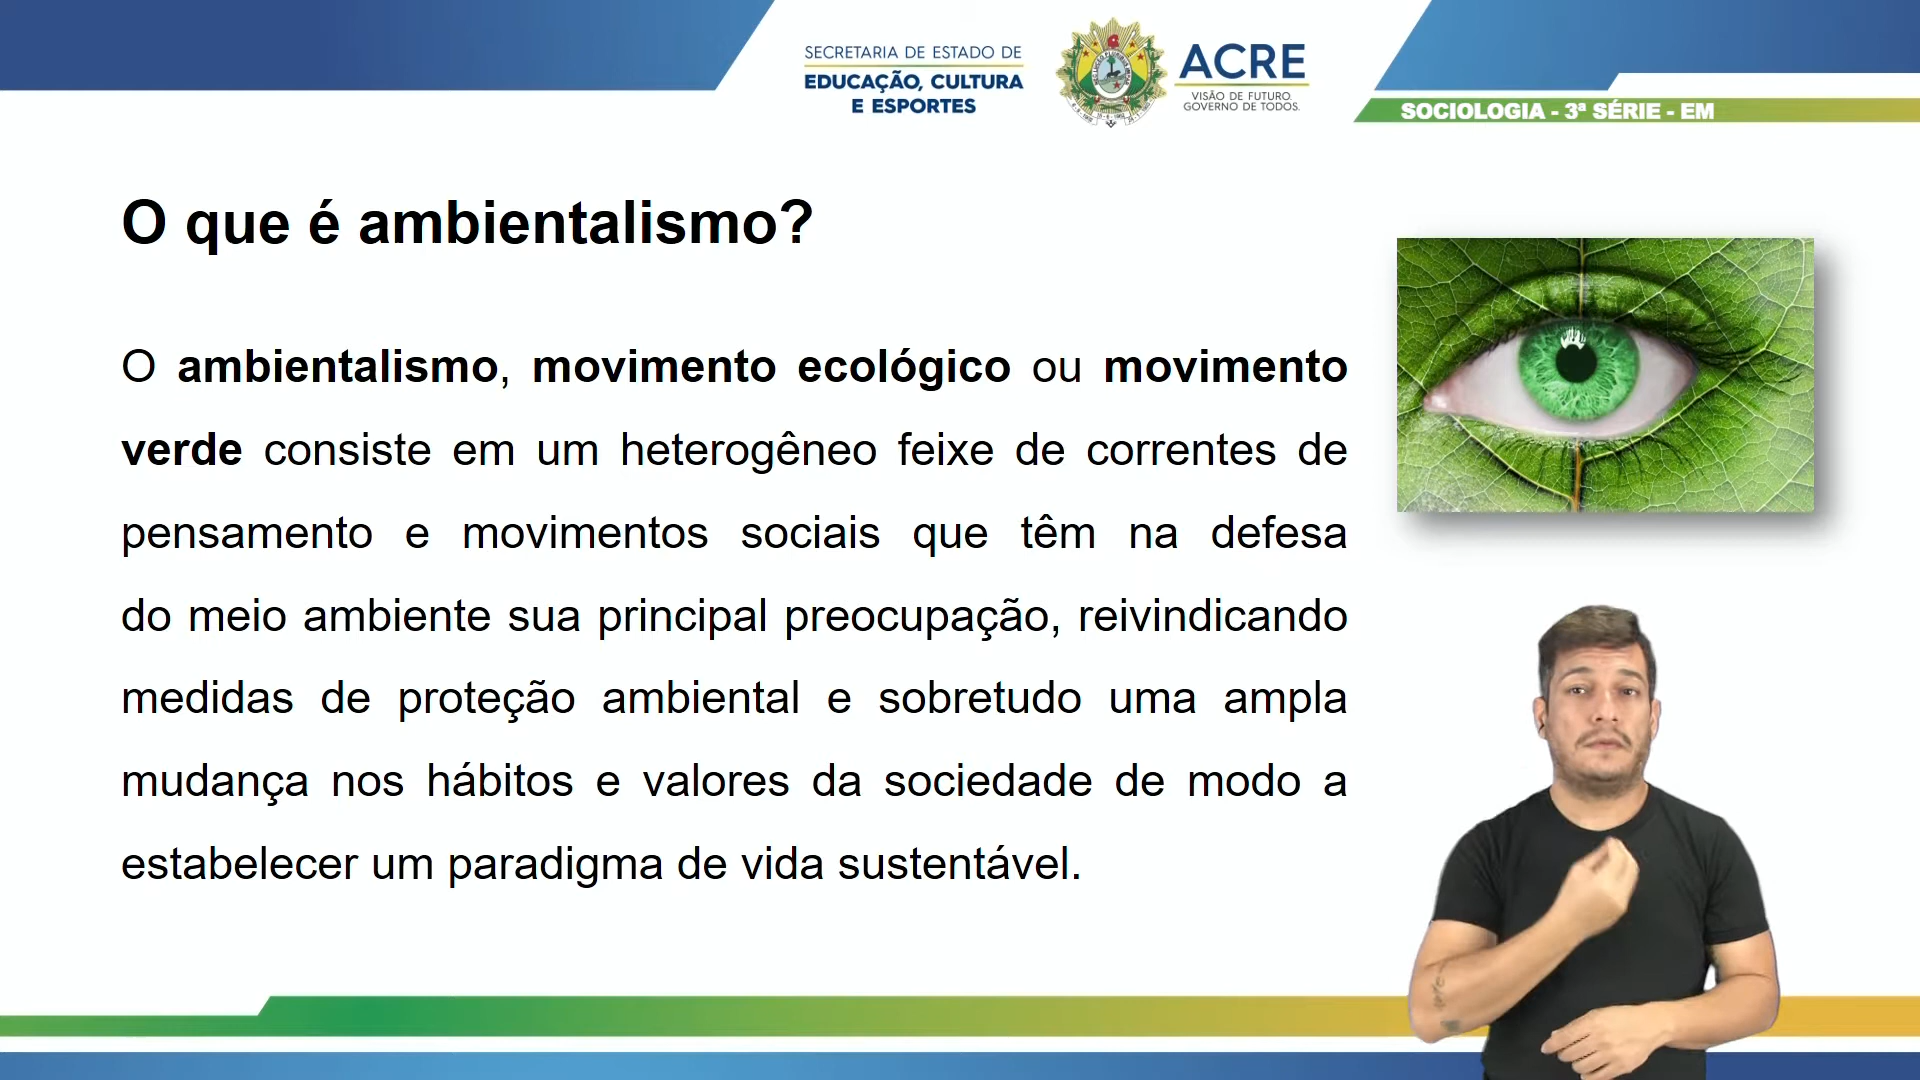 SECRETARIA DE ESTADO DE
EDUCAÇÃO, CULTURA
E ESPORTES
ACRE
VISÃO DE FUTURO.
GOVERNO DE TODOS.
SOCIOLOGIA - 3ª SÉRIE - EM
O que é ambientalismo?
O ambientalismo, movimento ecológico ou movimento
verde consiste em um heterogêneo feixe de correntes de
pensamento e movimentos sociais que têm na defesa
do meio ambiente sua principal preocupação, reivindicando
medidas de proteção ambiental e sobretudo uma ampla
mudança nos hábitos e valores da sociedade de modo a
estabelecer um paradigma de vida sustentável.